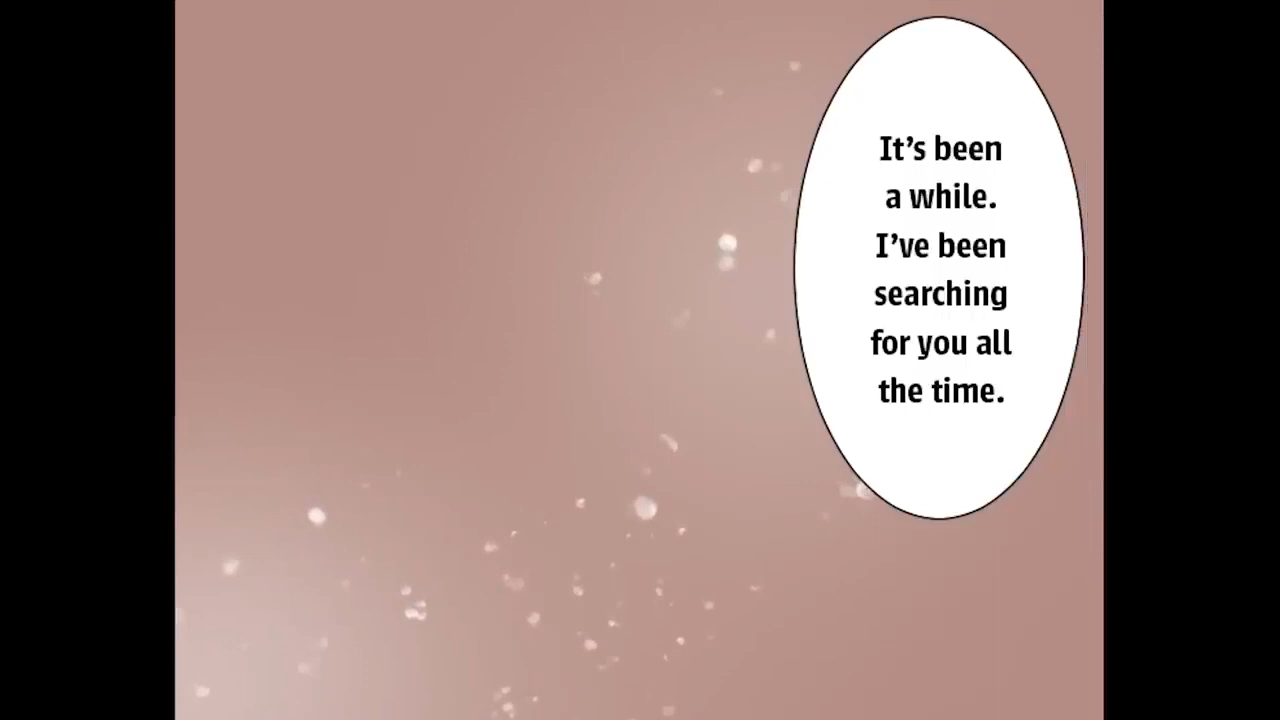 It’s been
a while.
I’ve been
searching
for you all
the time.